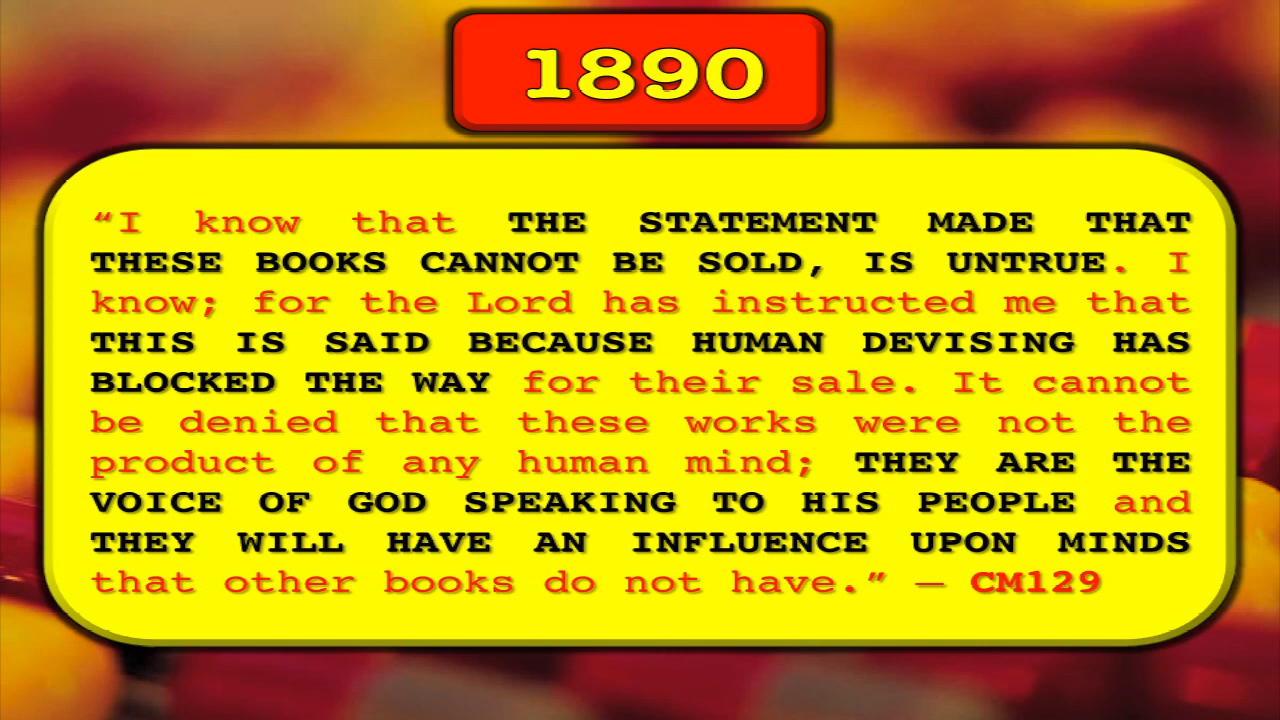 1890
“I know that THE STATEMENT MADE THAT
THESE BOOKS CANNOT BE SOLD, IS UNTRUE. I
know; for the Lord has instructed me that
THIS IS SAID BECAUSE HUMAN DEVISING HAS
BLOCKED THE WAY for their sale. It cannot
be denied that these works were not the
product of any human mind; THEY ARE THE
VOICE OF GOD SPEAKING TO HIS PEOPLE and
THEY WILL HAVE AN INFLUENCE UPON MINDS
that other books do not have.” — CM129